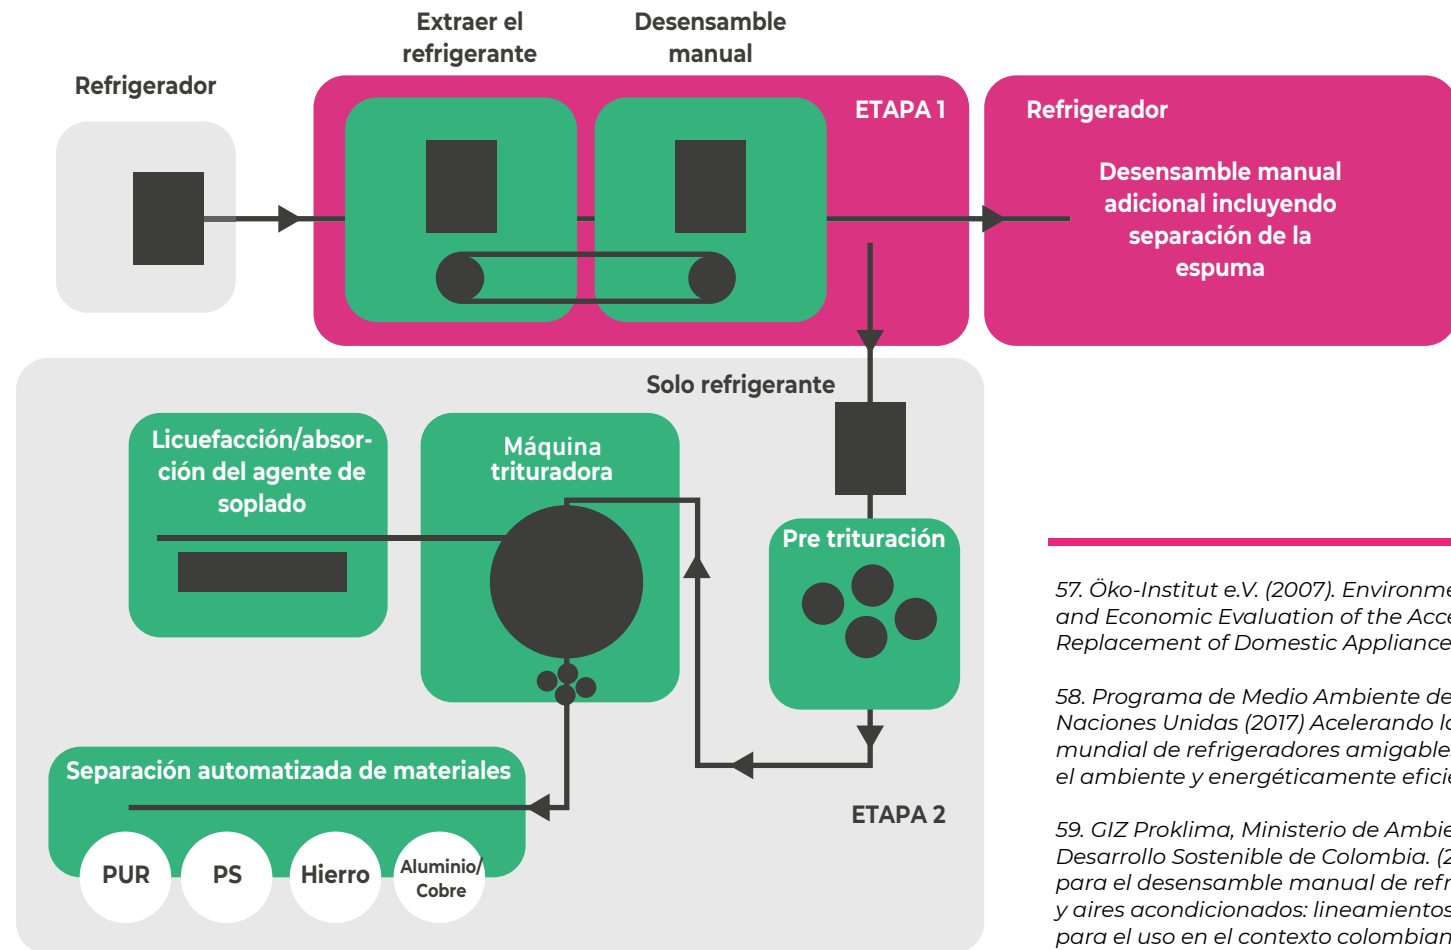 Extraer el
refrigerante
Desensamble
manual
Refrigerador
ETAPA 1
Refrigerador
Desensamble manual
adicional incluyendo
separación de la
espuma
Solo refrigerante
Licuefacción/absor-
ción del agente de
soplado
Máquina
trituradora
Pre trituración
Separación automatizada de materiales
PUR
PS
Hierro
Aluminio/
Cobre
ETAPA 2
57. Öko-Institut e.V. (2007). Environme
and Economic Evaluation of the Acce
Replacement of Domestic Appliance
58. Programa de Medio Ambiente de
Naciones Unidas (2017) Acelerando la
mundial de refrigeradores amigables
el ambiente y energéticamente eficie
59. GIZ Proklima, Ministerio de Ambie
Desarrollo Sostenible de Colombia. (2
para el desensamble manual de refr
y aires acondicionados: lineamientos
para el uso en el contexto colombian